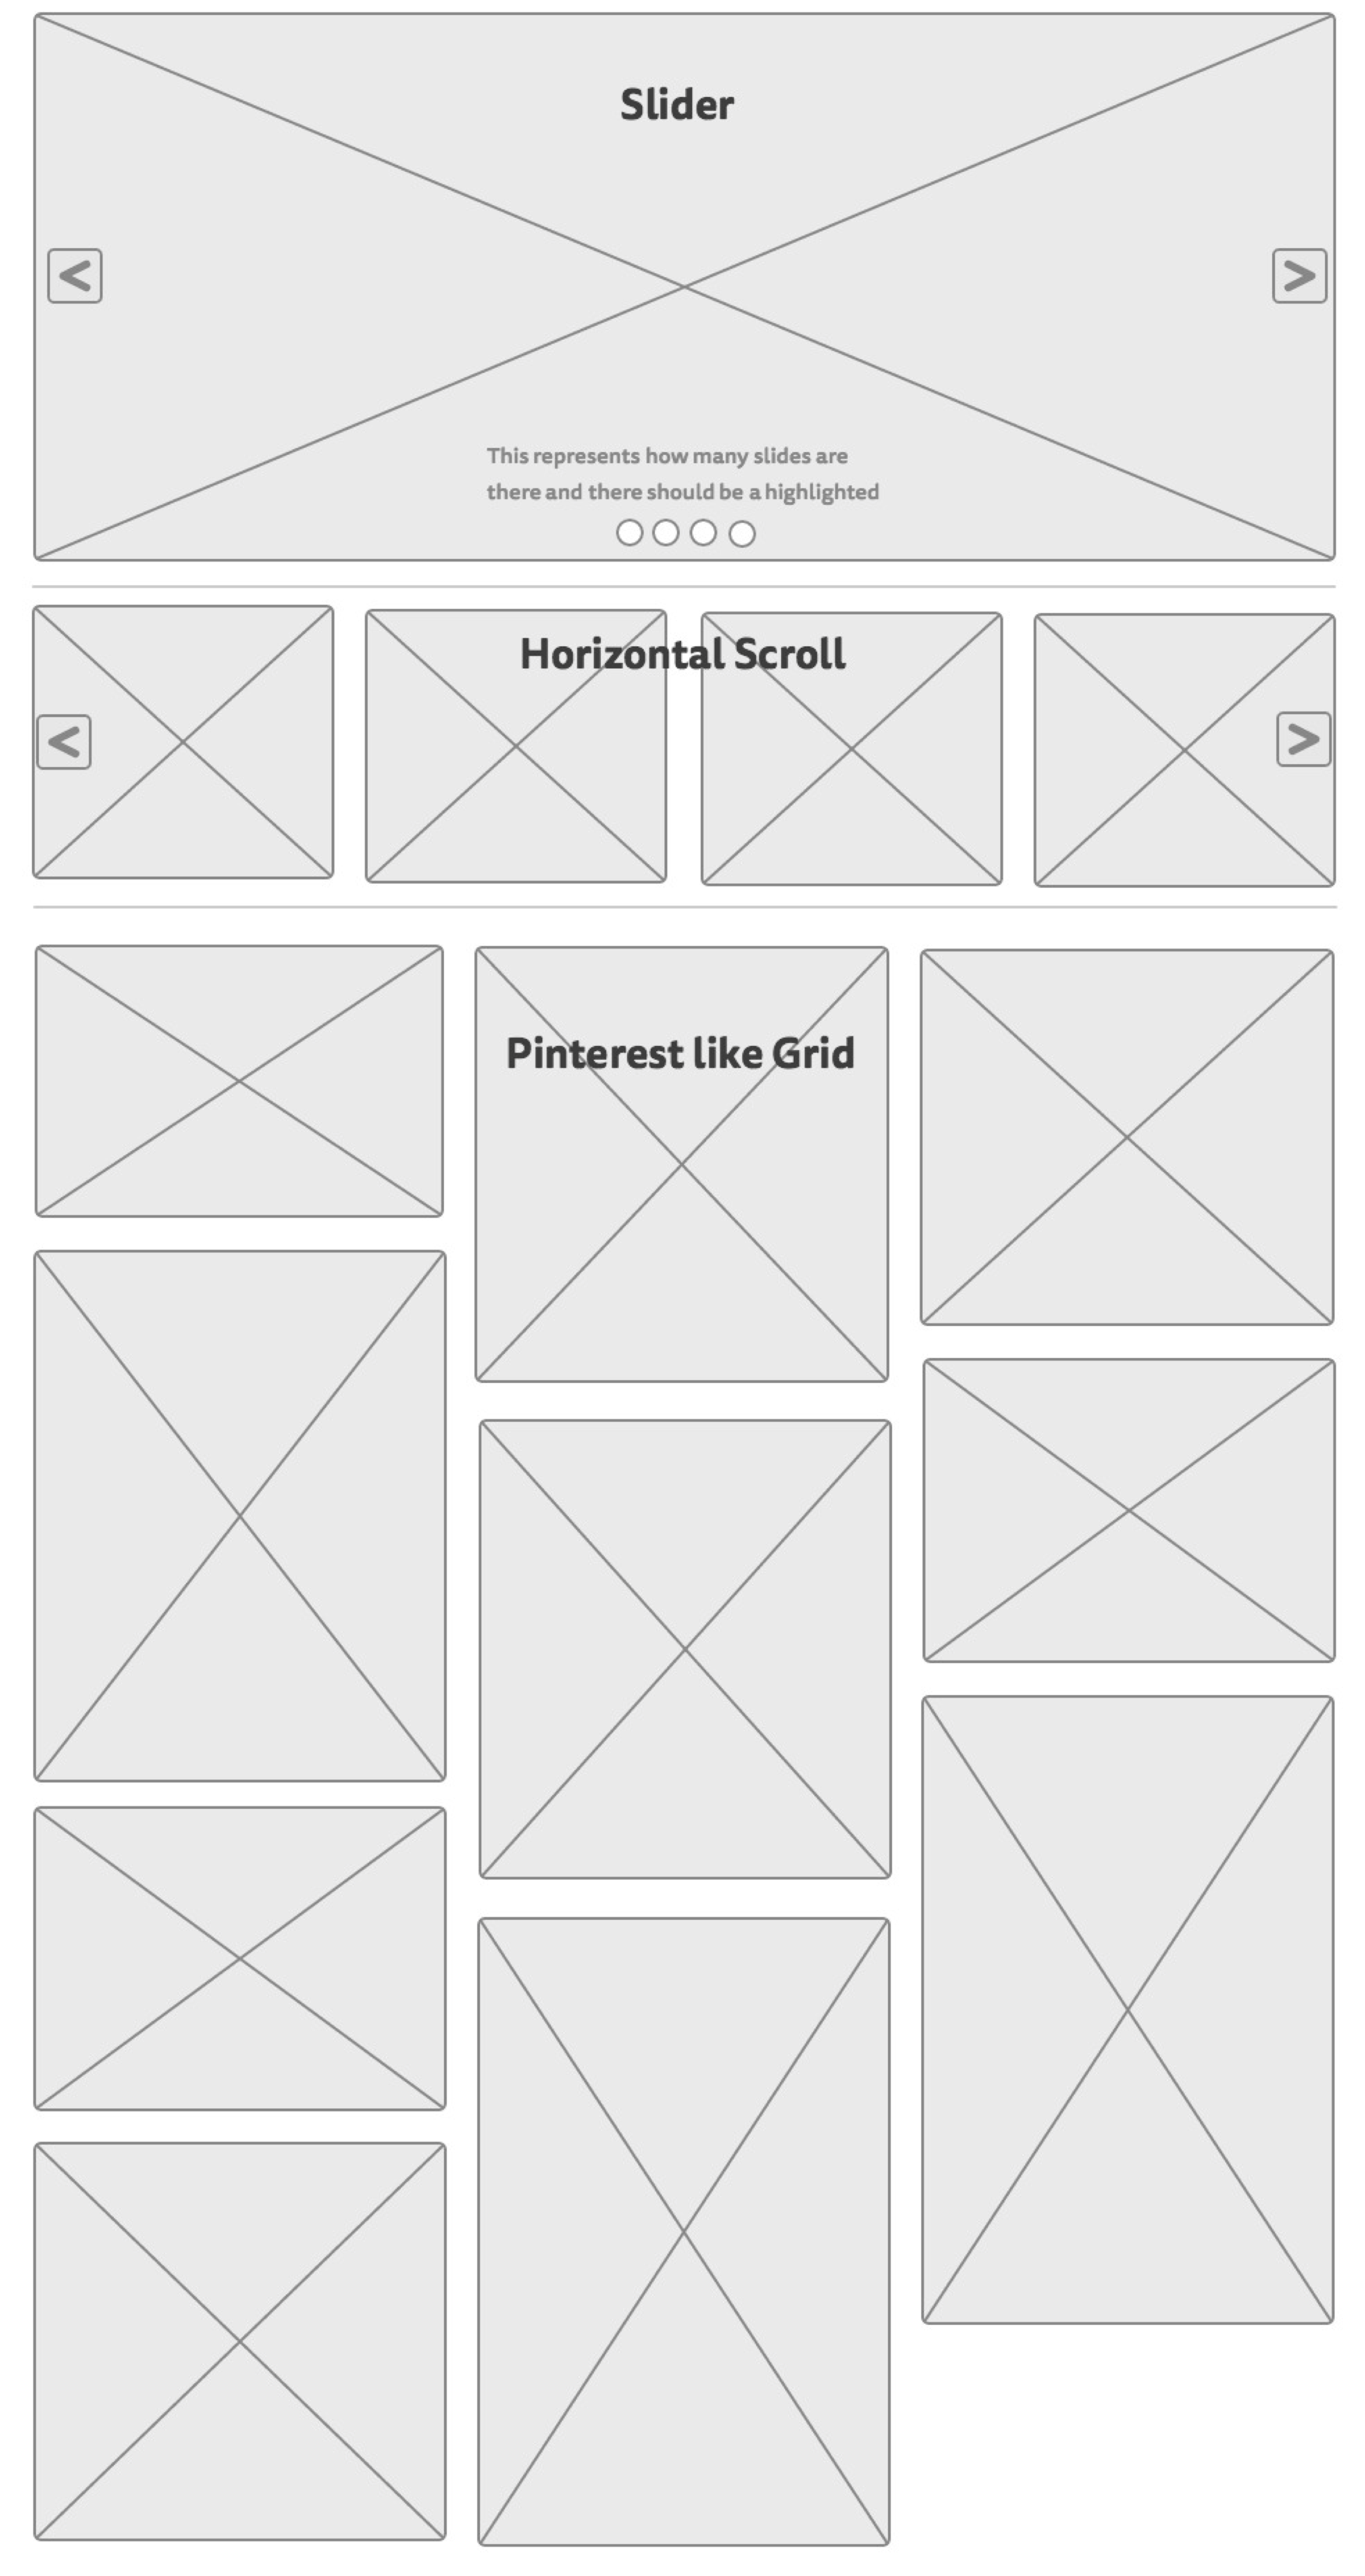 Slider
<
>
This represents how many slides are
there and there should be a highlighted
Horizontal Scroll
<
>
Pinterest like Grid